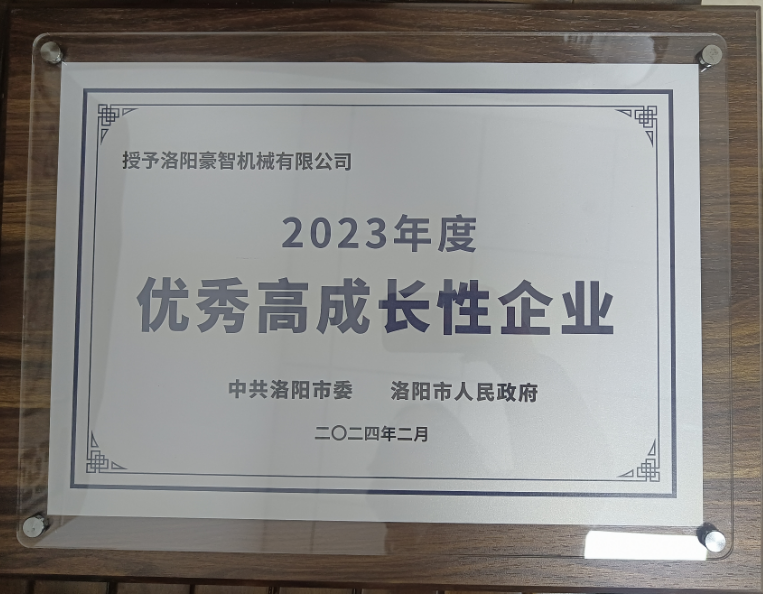 授予洛阳豪智机械有限公司
2023年度
优秀高成长性企业
中共洛阳市委 洛阳市人民政府
二〇二四年二月